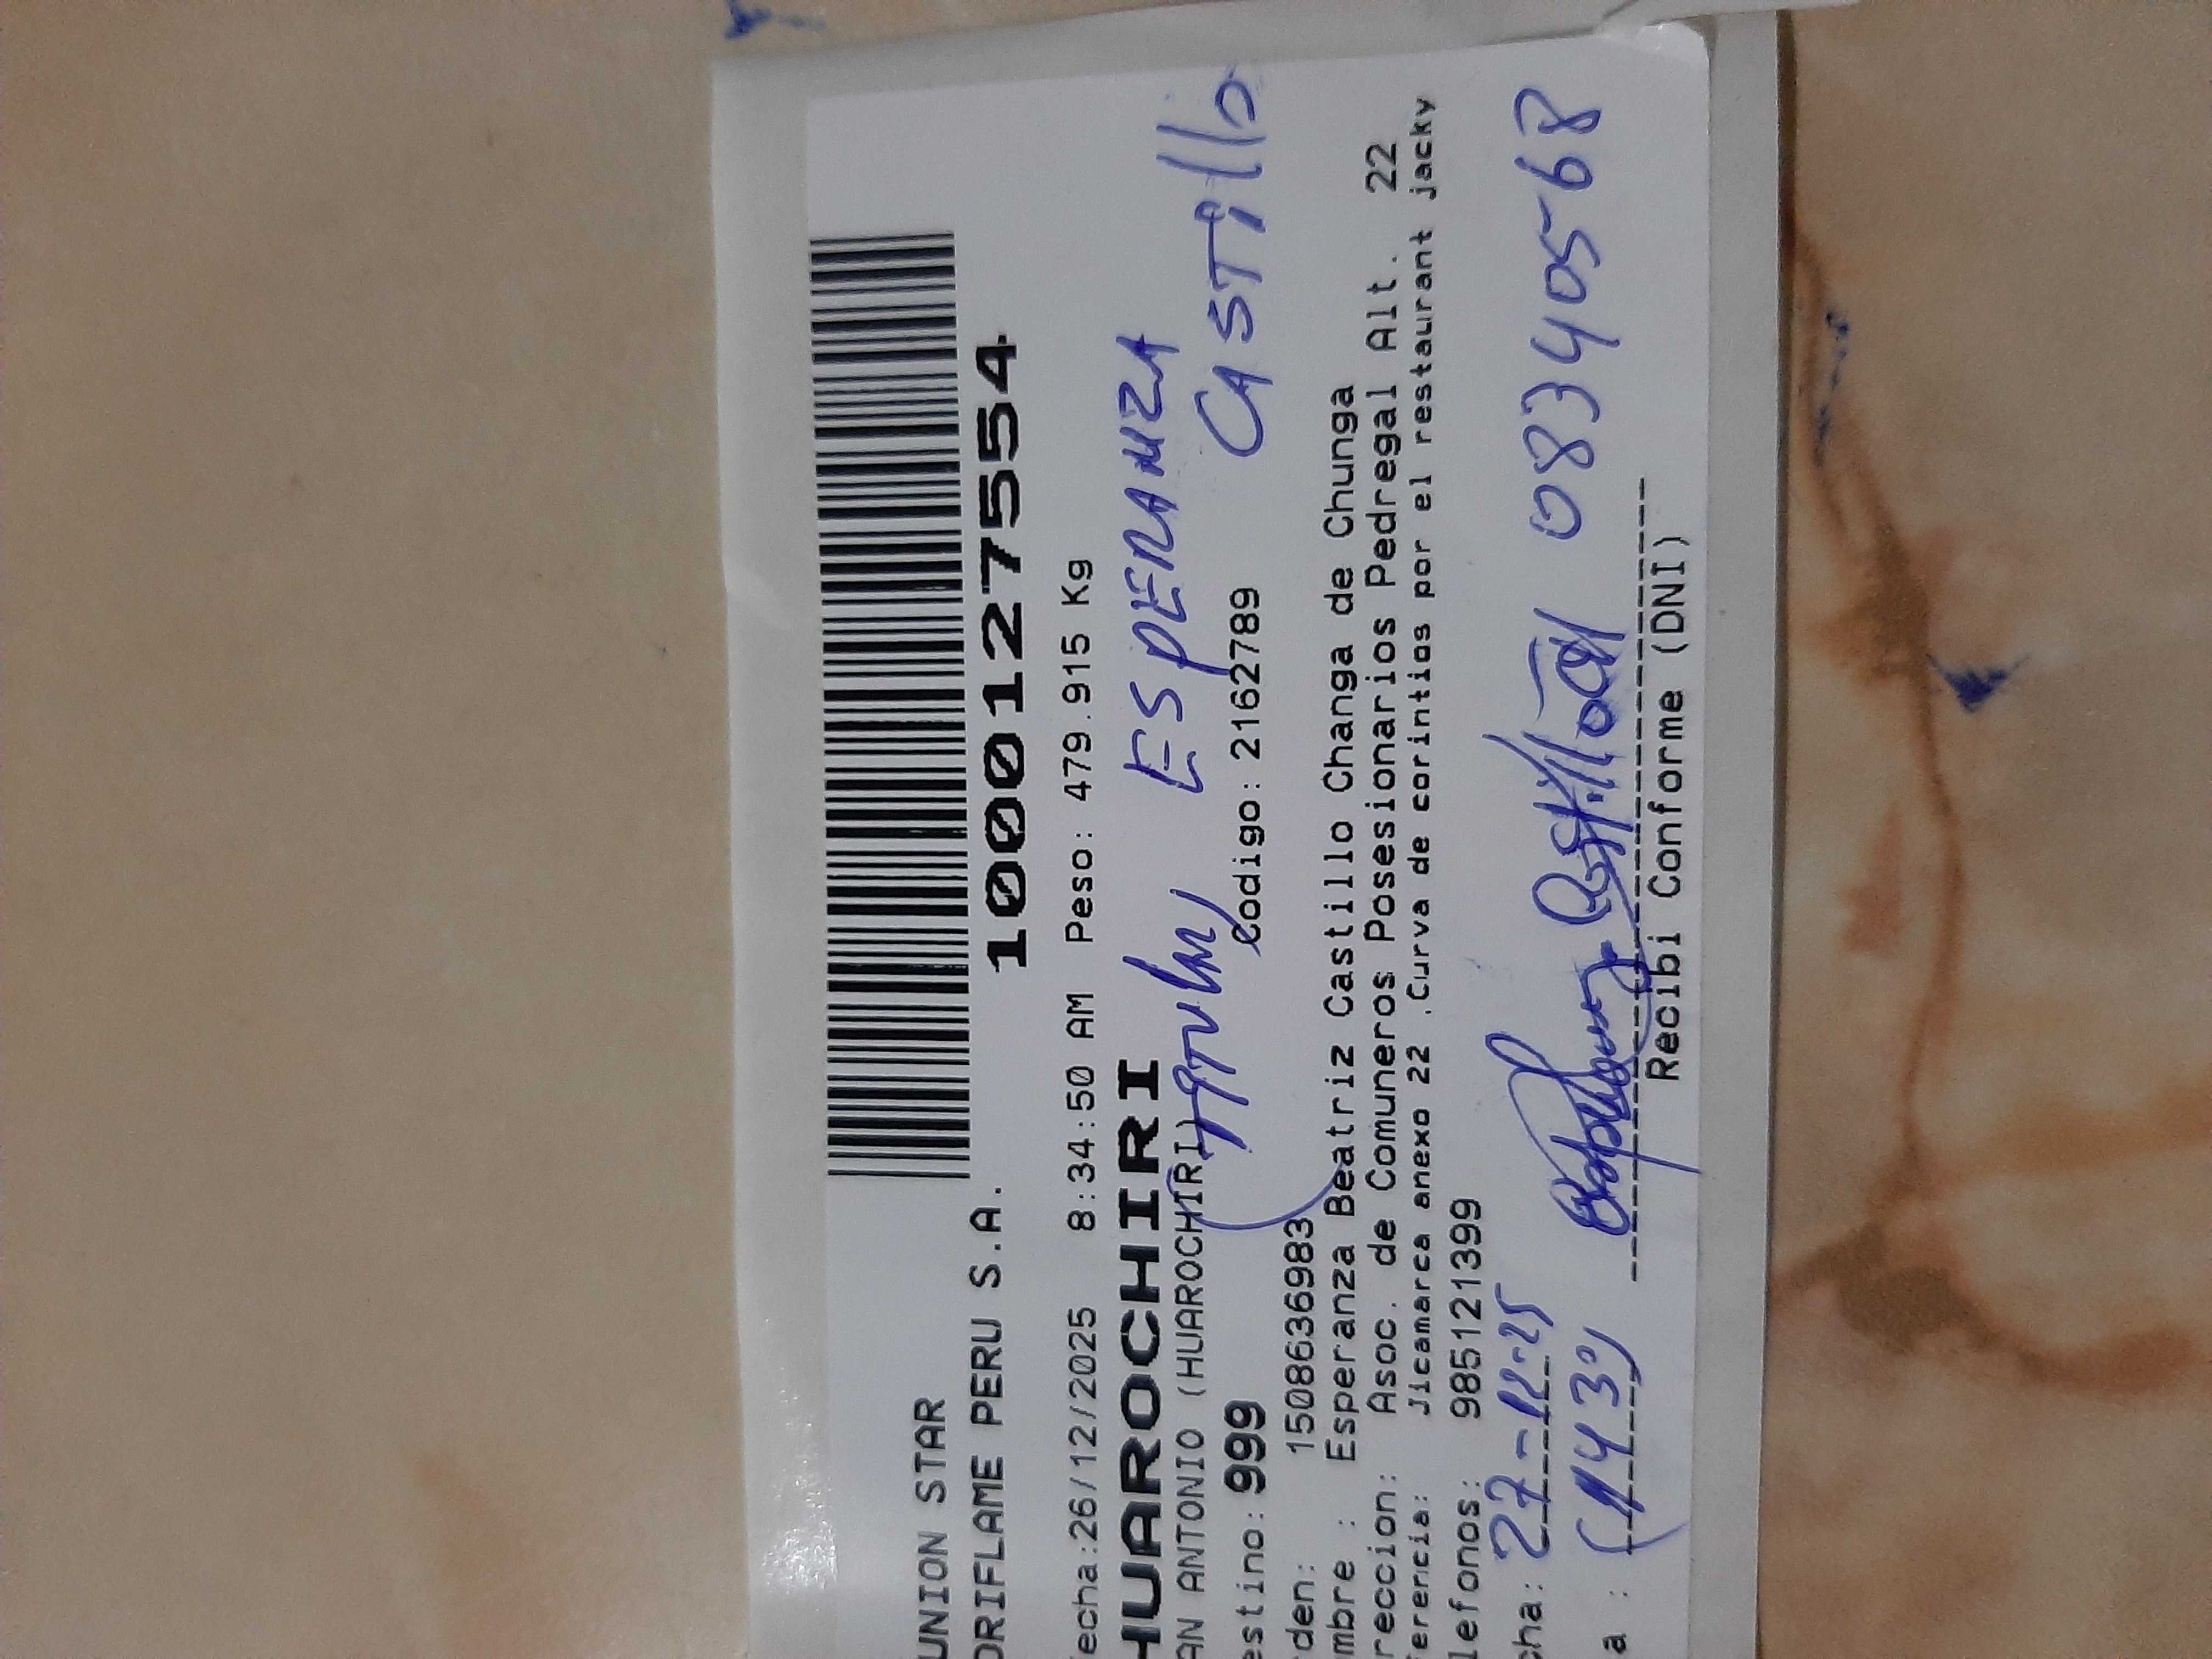 UNION STAR
ORIFLAME PERU S.A.
1000127554
echa:26/12/2025 8:34:50 AM Peso: 479.915 Kg
HUAROCHIRI
AN ANTONIO (HUAROCHIRI)
ESPERANZA
CASTILLO
estino: 999 Codigo: 2162789
den: 1508636983
mbre : Esperanza Beatriz Castillo Changa de Chunga
reccion: Asoc. de Comuneros Posesionarios Pedregal Alt. 22
ferencia: Jicamarca anexo 22 .Curva de corintios por el restaurant jacky
lefonos: 985121399
cha: 27-12-25
a : (1430) 08340568
Recibi Conforme (DNI)